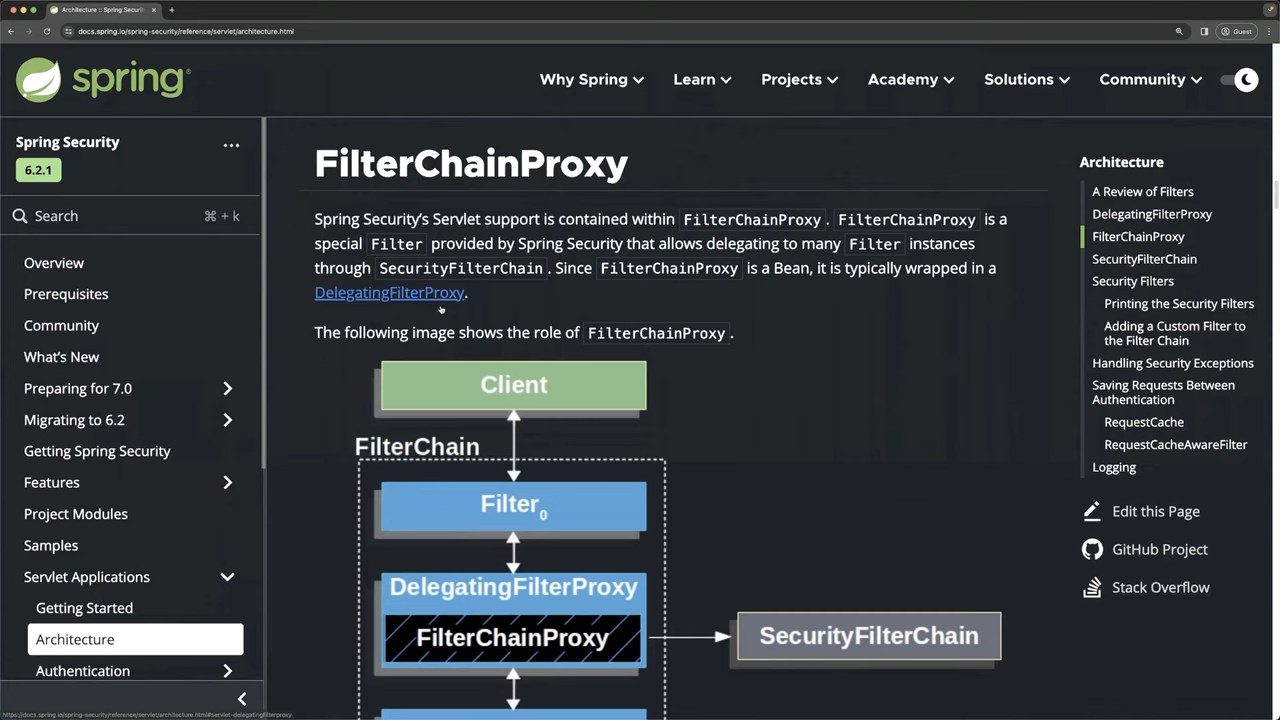 Architecture :: Spring Securi
docs.spring.io/spring-security/reference/servlet/architecture.html
Guest
spring
Why Spring
Learn
Projects
Academy
Solutions
Community
Spring Security
6.2.1
Search
⌘ + k
Overview
Prerequisites
Community
What's New
Preparing for 7.0
Migrating to 6.2
Getting Spring Security
Features
Project Modules
Samples
Servlet Applications
Getting Started
Architecture
Authentication
FilterChainProxy
Spring Security's Servlet support is contained within FilterChainProxy. FilterChainProxy is a
special Filter provided by Spring Security that allows delegating to many Filter instances
through SecurityFilterChain. Since FilterChainProxy is a Bean, it is typically wrapped in a
DelegatingFilterProxy.
The following image shows the role of FilterChainProxy.
Client
FilterChain
Filter0
DelegatingFilterProxy
FilterChainProxy
SecurityFilterChain
Architecture
A Review of Filters
DelegatingFilterProxy
FilterChainProxy
SecurityFilterChain
Security Filters
Printing the Security Filters
Adding a Custom Filter to
the Filter Chain
Handling Security Exceptions
Saving Requests Between
Authentication
RequestCache
RequestCacheAwareFilter
Logging
Edit this Page
GitHub Project
Stack Overflow
https://docs.spring.io/spring-security/reference/servlet/architecture.html#servlet-delegatingfilterproxy